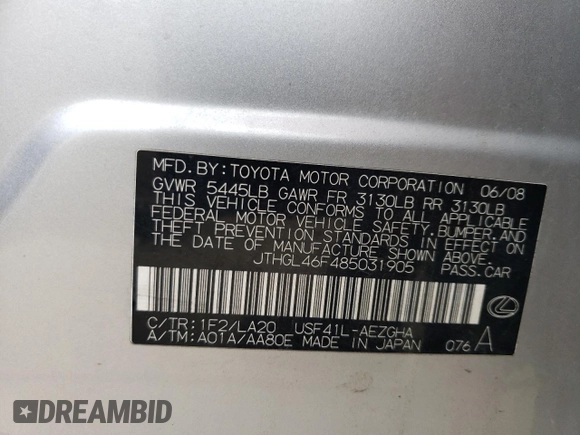 MFD. BY: TOYOTA MOTOR CORPORATION 06/08
GVWR 5445LB GAWR FR 3130LB RR 3130LB
THIS VEHICLE CONFORMS TO ALL APPLICABLE
FEDERAL MOTOR VEHICLE SAFETY, BUMPER, AND
THEFT PREVENTION STANDARDS IN EFFECT ON
THE DATE OF MANUFACTURE SHOWN ABOVE.
JTHGL46F485031905 PASS. CAR
C/TR: 1F2/LA20 USF41L-AEZGHA
A/TM: A01A/AA80E MADE IN JAPAN 076 A
DREAMBID